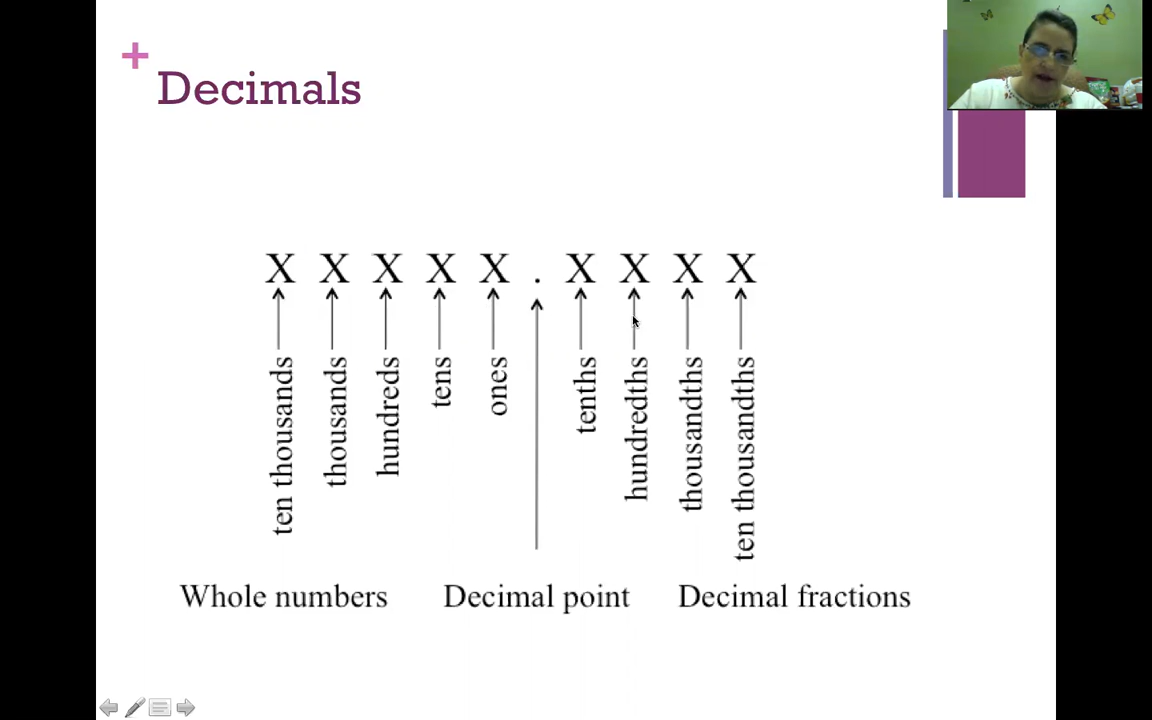 +
Decimals
X X X X X . X X X X
ten thousands
thousands
hundreds
tens
ones
tenths
hundredths
thousandths
ten thousandths
Whole numbers
Decimal point
Decimal fractions